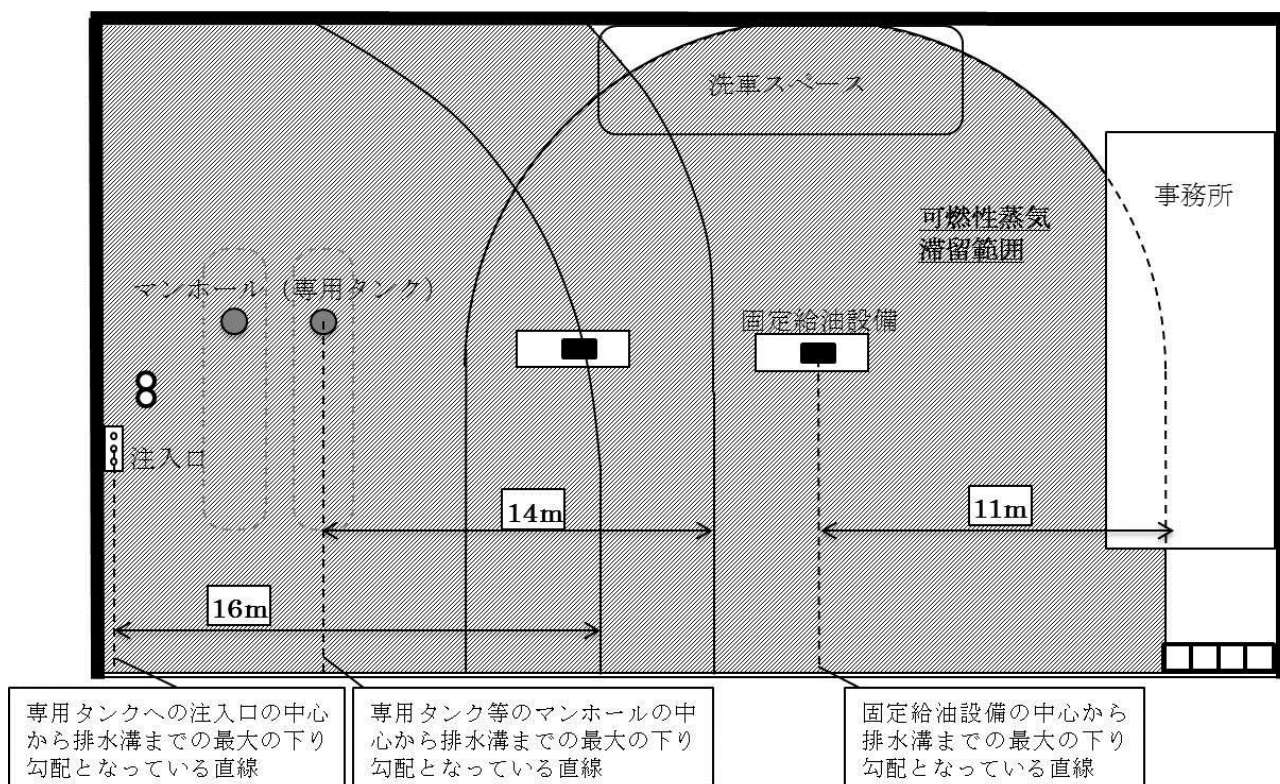 洗車スペース
事務所
可燃性蒸気
滞留範囲
マンホール（専用タンク）
固定給油設備
注入口
14m
11m
16m
専用タンクへの注入口の中心
から排水溝までの最大の下り
勾配となっている直線
専用タンク等のマンホールの中
心から排水溝までの最大の下り
勾配となっている直線
固定給油設備の中心から
排水溝までの最大の下り
勾配となっている直線